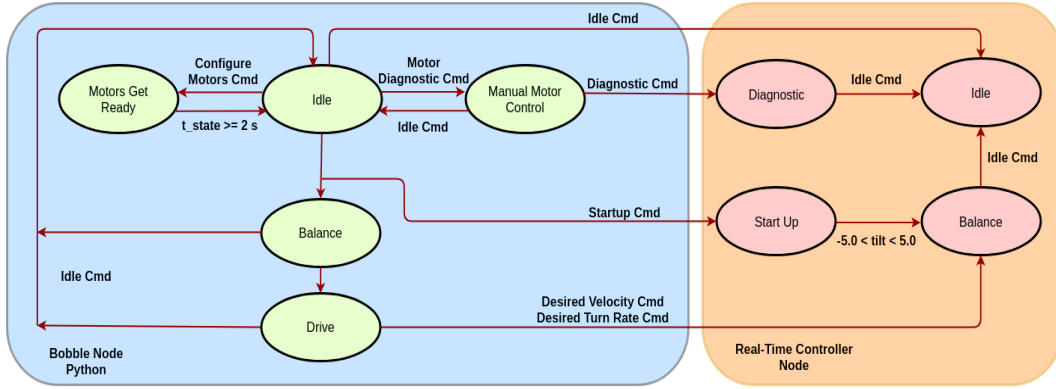 Idle Cmd
Configure
Motors Cmd
Motor
Diagnostic Cmd
Motors Get
Ready
Idle
Manual Motor
Control
Diagnostic Cmd
Diagnostic
Idle Cmd
Idle
t_state >= 2 s
Idle Cmd
Idle Cmd
Balance
Startup Cmd
Start Up
-5.0 < tilt < 5.0
Balance
Idle Cmd
Drive
Desired Velocity Cmd
Desired Turn Rate Cmd
Bobble Node
Python
Real-Time Controller
Node